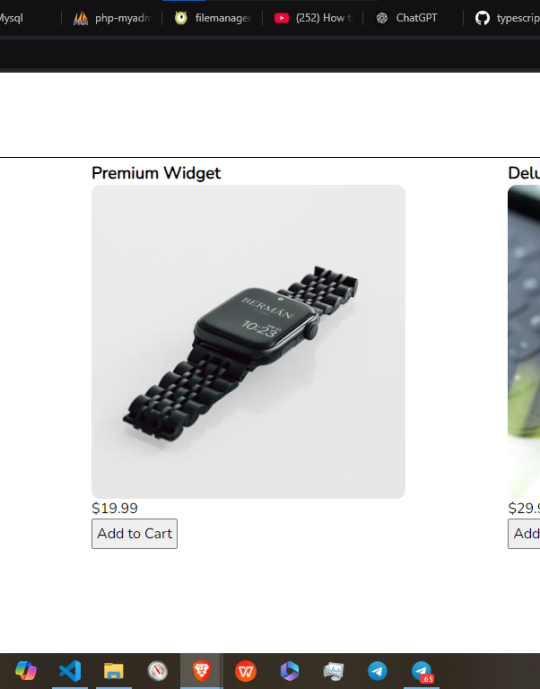 Mysql php-myadm filemanager (252) How t ChatGPT typescrip
Premium Widget Delu
BERMAN
10:23
$19.99 $29.9
Add to Cart Add
.65